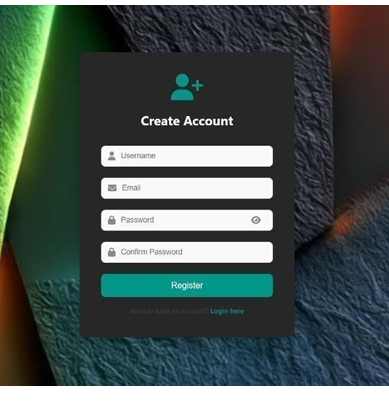 Create Account
Username
Email
Password
Confirm Password
Register
Already have an account? Login here